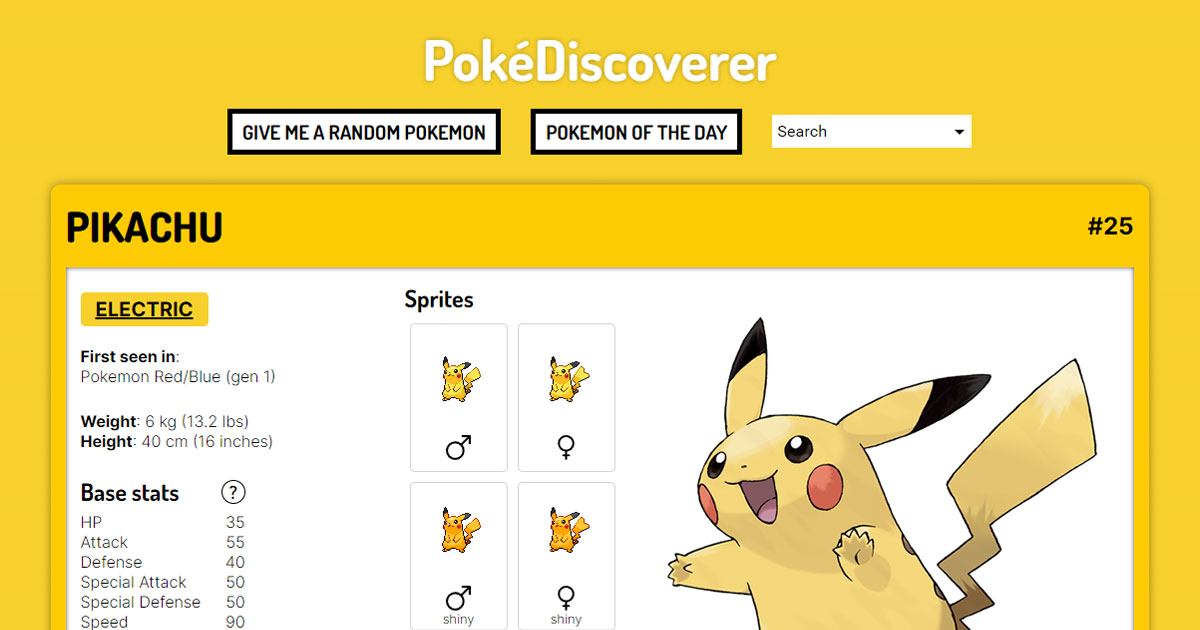 PokéDiscoverer
GIVE ME A RANDOM POKEMON
POKEMON OF THE DAY
Search
PIKACHU
#25
ELECTRIC
First seen in:
Pokemon Red/Blue (gen 1)
Weight: 6 kg (13.2 lbs)
Height: 40 cm (16 inches)
Base stats ?
HP 35
Attack 55
Defense 40
Special Attack 50
Special Defense 50
Speed 90
Sprites
♂
♀
♂
shiny
♀
shiny